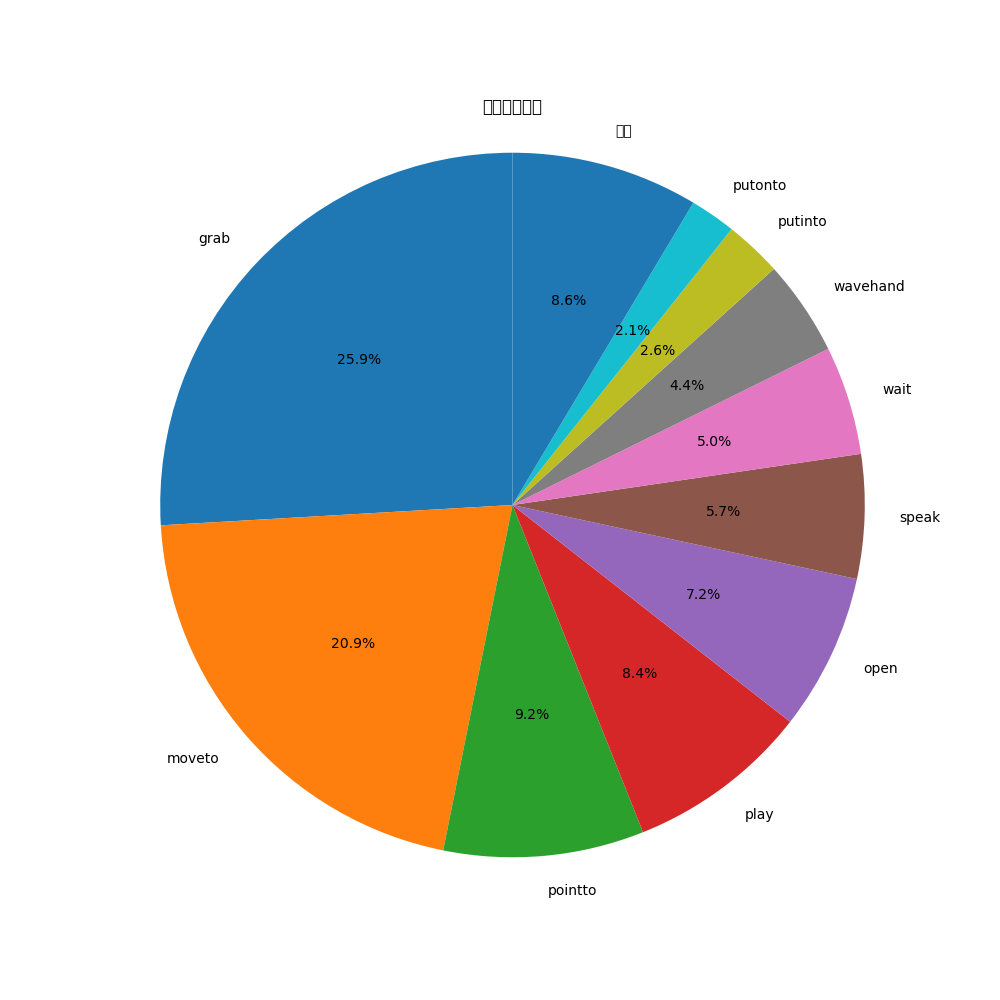 putonto
putinto
grab
wavehand
8.6%
2.1%
2.6%
25.9%
4.4%
wait
5.0%
5.7%
speak
7.2%
20.9%
8.4%
open
9.2%
moveto
play
pointto